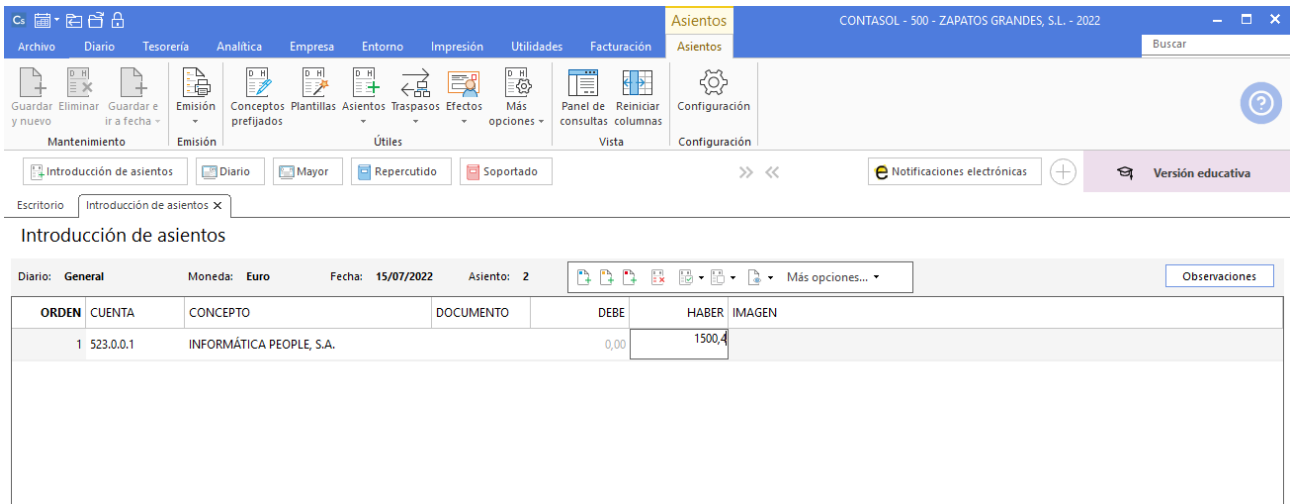 Cs
Asientos
CONTASOL - 500 - ZAPATOS GRANDES, S.L. - 2022
Archivo Diario Tesorería Analítica Empresa Entorno Impresión Utilidades Facturación Asientos
Buscar
Guardar y nuevo
Eliminar
Guardar e ir a fecha
Emisión
Conceptos prefijados
Plantillas
Asientos
Traspasos
Efectos
Más opciones
Panel de consultas
Reiniciar columnas
Configuración
?
Mantenimiento Emisión Útiles Vista Configuración
Introducción de asientos Diario Mayor Repercutido Soportado Notificaciones electrónicas Versión educativa
Escritorio Introducción de asientos X
Introducción de asientos
Diario: General Moneda: Euro Fecha: 15/07/2022 Asiento: 2 Más opciones... Observaciones
ORDEN CUENTA CONCEPTO DOCUMENTO DEBE HABER IMAGEN
1 523.0.0.1 INFORMÁTICA PEOPLE, S.A. 0,00 1500,4